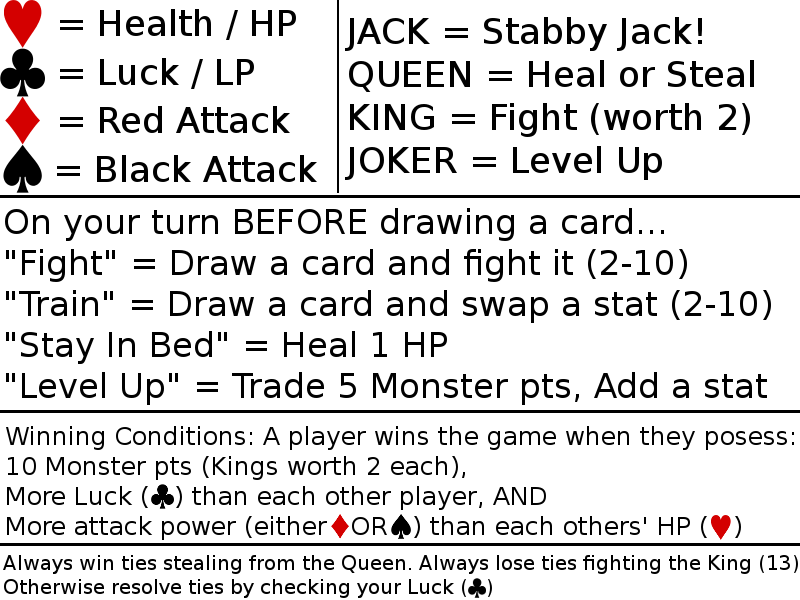 ♥ = Health / HP
♣ = Luck / LP
♦ = Red Attack
♠ = Black Attack
JACK = Stabby Jack!
QUEEN = Heal or Steal
KING = Fight (worth 2)
JOKER = Level Up
On your turn BEFORE drawing a card...
"Fight" = Draw a card and fight it (2-10)
"Train" = Draw a card and swap a stat (2-10)
"Stay In Bed" = Heal 1 HP
"Level Up" = Trade 5 Monster pts, Add a stat
Winning Conditions: A player wins the game when they posess:
10 Monster pts (Kings worth 2 each),
More Luck (♣) than each other player, AND
More attack power (either♦OR♠) than each others' HP (♥)
Always win ties stealing from the Queen. Always lose ties fighting the King (13)
Otherwise resolve ties by checking your Luck (♣)